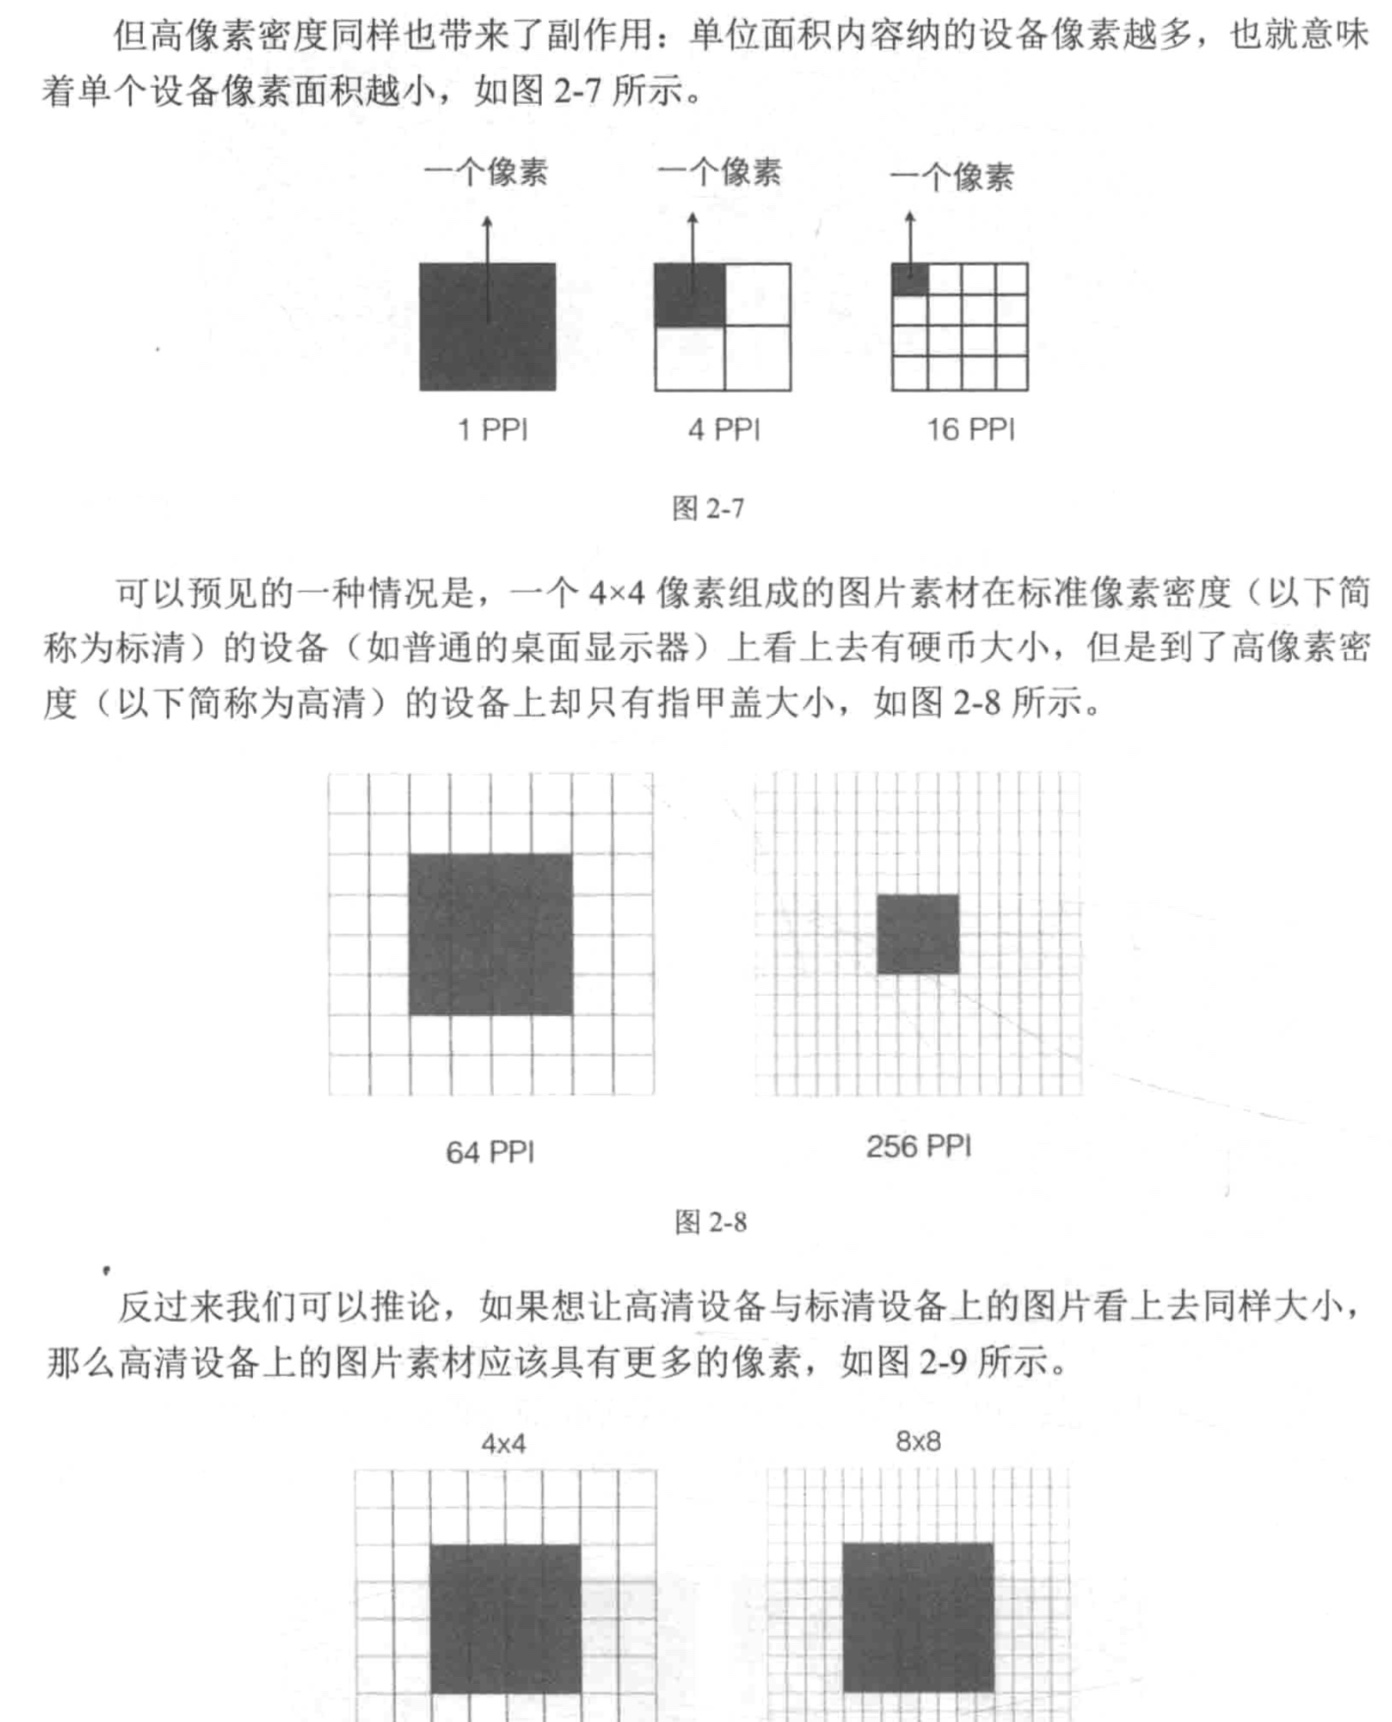 但高像素密度同样也带来了副作用：单位面积内容纳的设备像素越多，也就意味
着单个设备像素面积越小，如图 2-7 所示。
一个像素 一个像素 一个像素
1 PPI 4 PPI 16 PPI
图 2-7
可以预见的一种情况是，一个 4×4 像素组成的图片素材在标准像素密度（以下简
称为标清）的设备（如普通的桌面显示器）上看上去有硬币大小，但是到了高像素密
度（以下简称为高清）的设备上却只有指甲盖大小，如图 2-8 所示。
64 PPI 256 PPI
图 2-8
反过来我们可以推论，如果想让高清设备与标清设备上的图片看上去同样大小，
那么高清设备上的图片素材应该具有更多的像素，如图 2-9 所示。
4x4 8x8